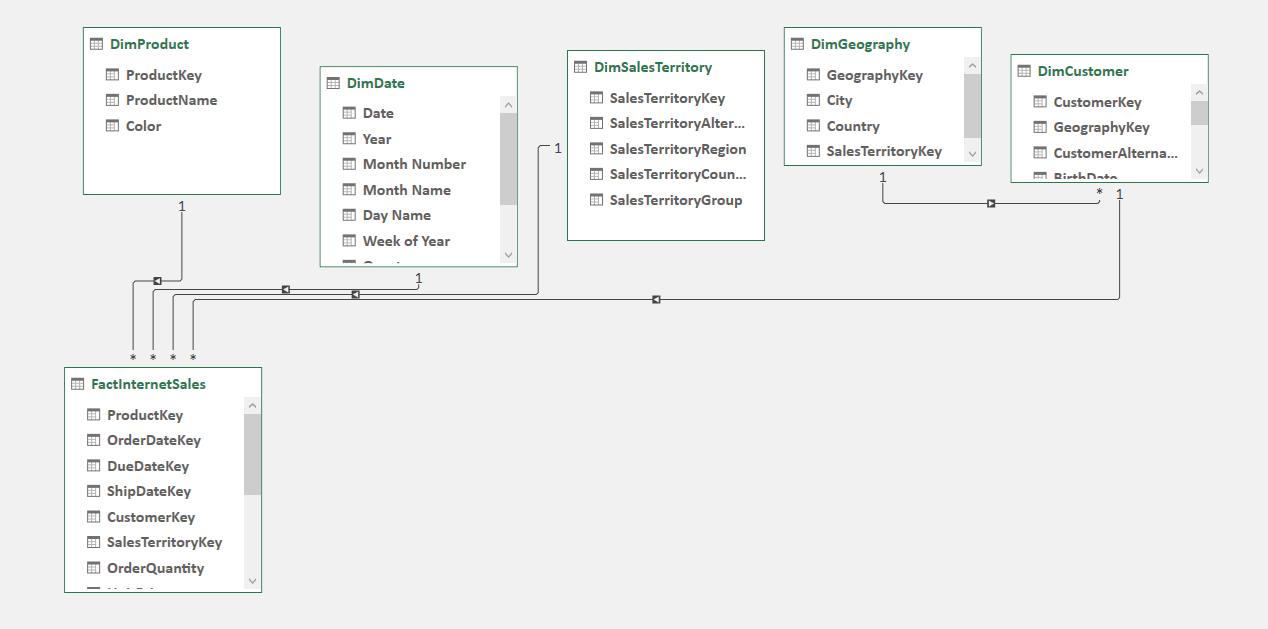 DimProduct
ProductKey
ProductName
Color
1
DimDate
Date
Year
Month Number
Month Name
Day Name
Week of Year
1
DimSalesTerritory
SalesTerritoryKey
SalesTerritoryAlter...
SalesTerritoryRegion
SalesTerritoryCoun...
SalesTerritoryGroup
1
DimGeography
GeographyKey
City
Country
SalesTerritoryKey
1
DimCustomer
CustomerKey
GeographyKey
CustomerAlterna...
BirthDate
* 1
* * * *
FactInternetSales
ProductKey
OrderDateKey
DueDateKey
ShipDateKey
CustomerKey
SalesTerritoryKey
OrderQuantity